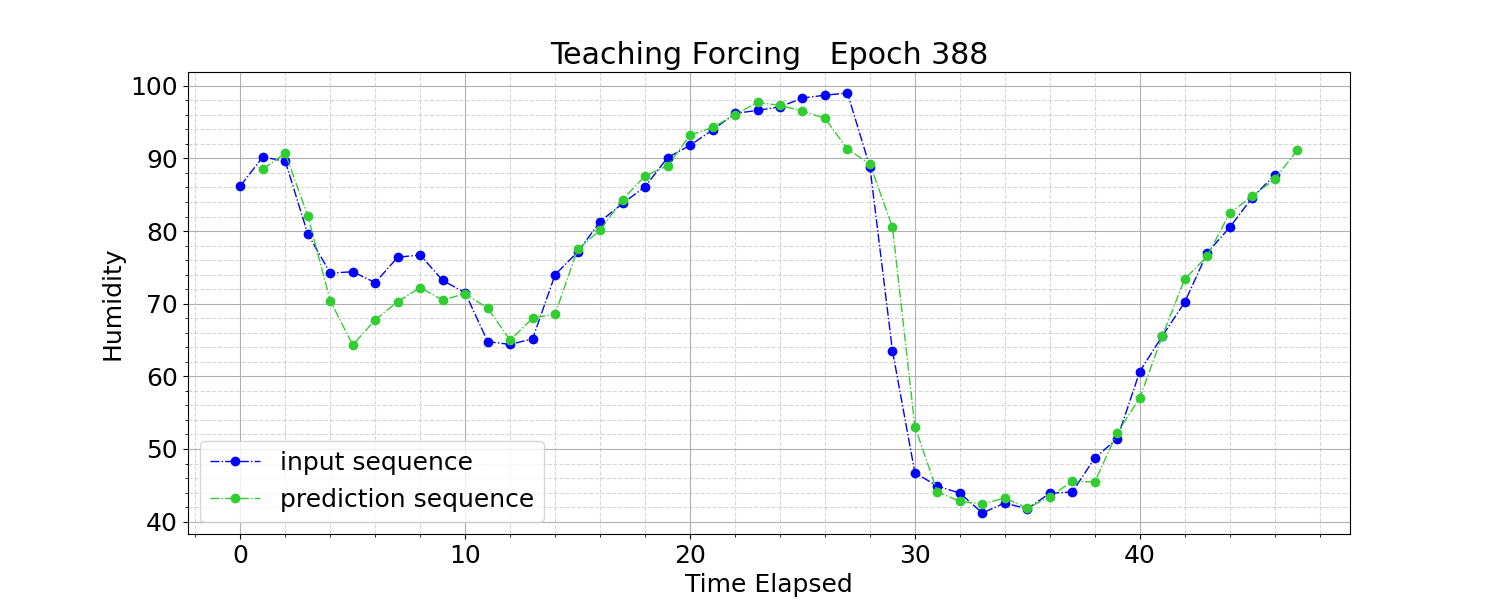 Teaching Forcing   Epoch 388
100
90
80
70
60
50
40
Humidity
input sequence
prediction sequence
0 10 20 30 40
Time Elapsed